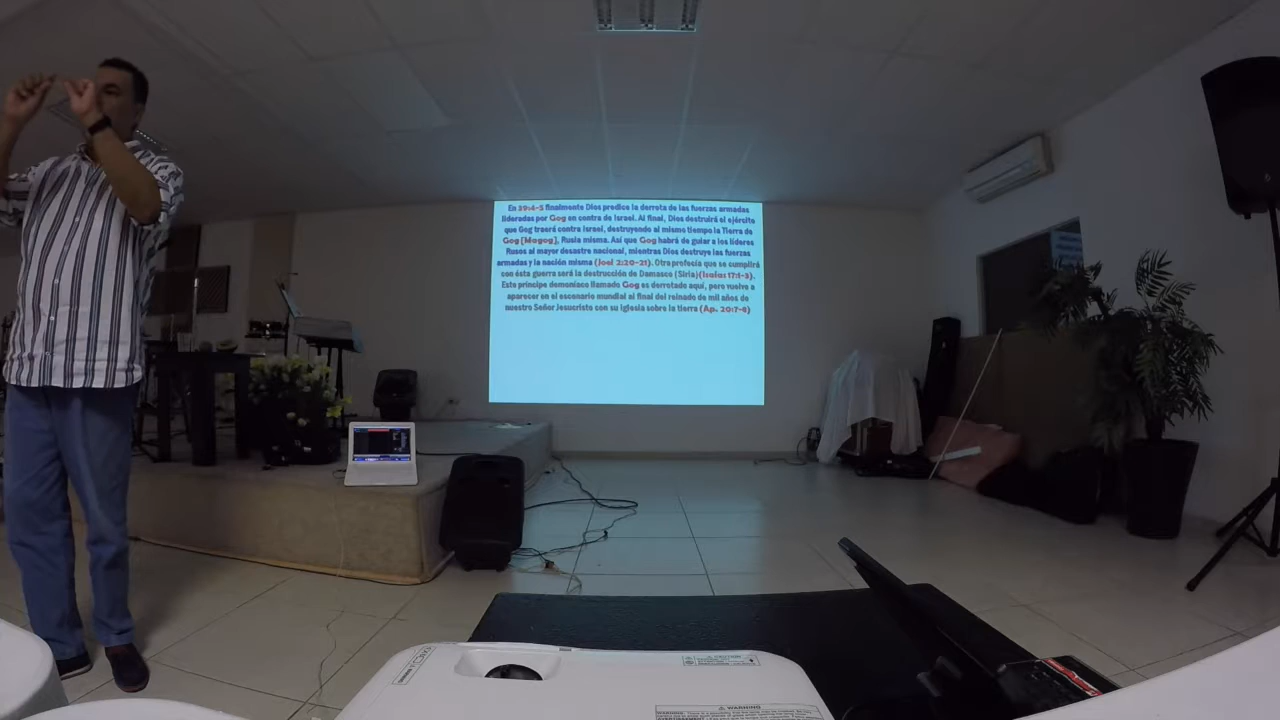 En 39:4-5 finalmente Dios predice la derrota de las fuerzas armadas
lideradas por Gog en contra de Israel. Al final, Dios destruirá el ejército
que Gog traerá contra Israel, destruyendo al mismo tiempo la Tierra de
Gog [Magog], Rusia misma. Así que Gog habrá de guiar a los líderes
Rusos al mayor desastre nacional, mientras Dios destruye las fuerzas
armadas y la nación misma (Joel 2:20-21). Otra profecía que se cumplirá
con ésta guerra será la destrucción de Damasco (Siria)(Isaías 17:1-3).
Este príncipe demoníaco llamado Gog es derrotado aquí, pero vuelve a
aparecer en el escenario mundial al final del reinado de mil años de
nuestro Señor Jesucristo con su iglesia sobre la tierra (Ap. 20:7-8)
WARNING